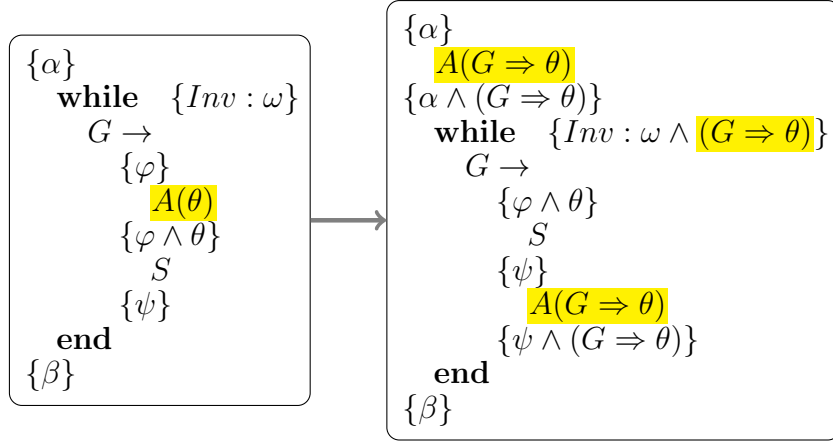 {α}
while {Inv : ω}
G →
{φ}
A(θ)
{φ ∧ θ}
S
{ψ}
end
{β}
{α}
A(G ⇒ θ)
{α ∧ (G ⇒ θ)}
while {Inv : ω ∧ (G ⇒ θ)}
G →
{φ ∧ θ}
S
{ψ}
A(G ⇒ θ)
{ψ ∧ (G ⇒ θ)}
end
{β}